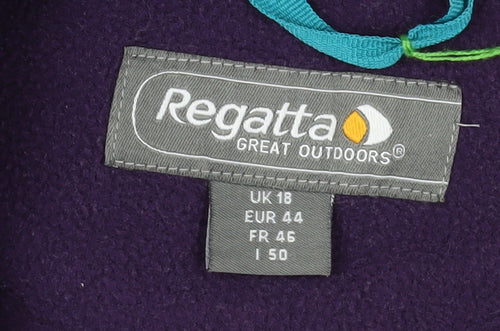 Regatta
GREAT OUTDOORS®
UK 18
EUR 44
FR 46
I 50